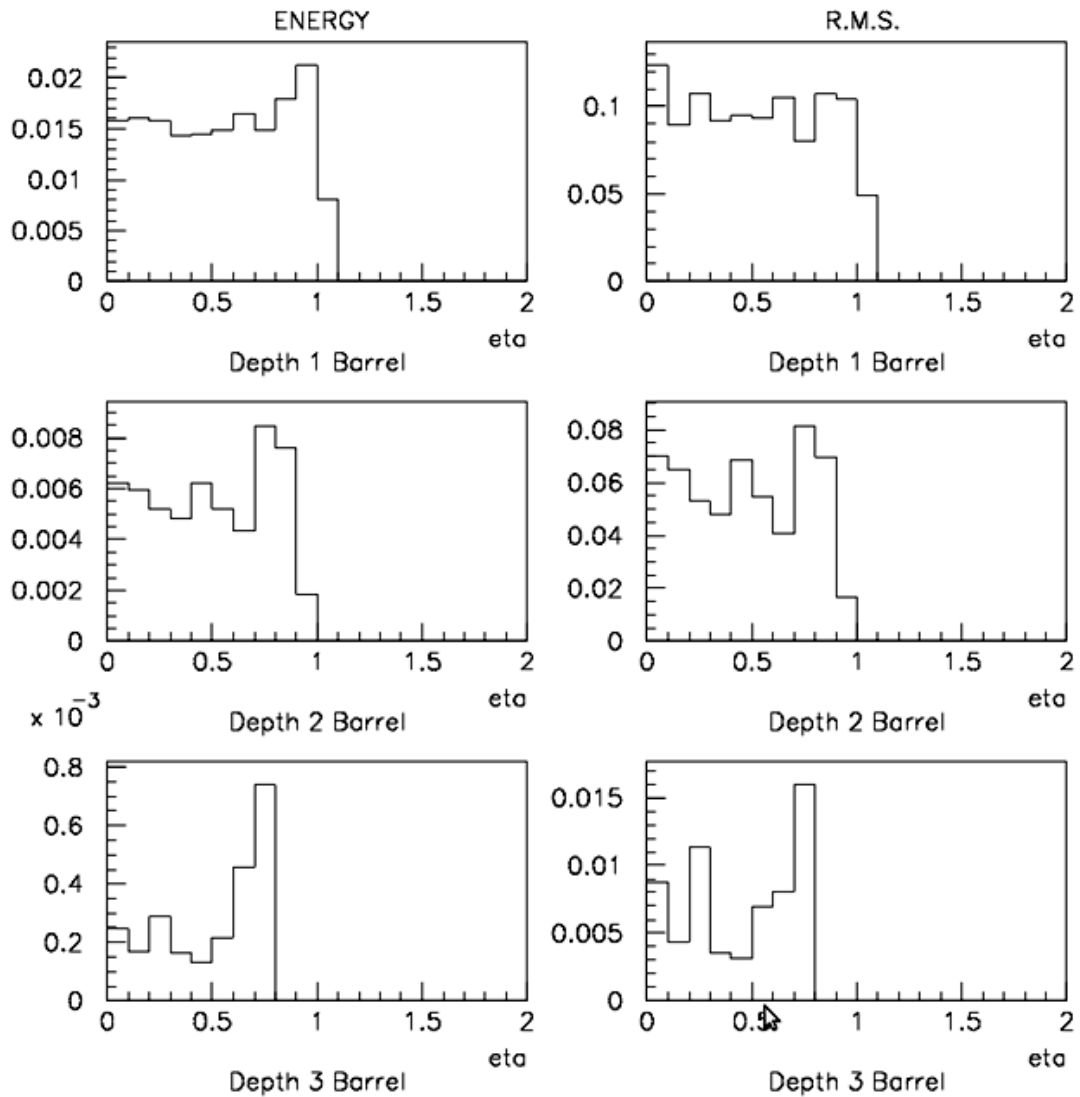 ENERGY R.M.S.
0.02
0.015
0.01
0.005
0
0 0.5 1 1.5 2
eta
Depth 1 Barrel
0.1
0.05
0
0 0.5 1 1.5 2
eta
Depth 1 Barrel
0.008
0.006
0.004
0.002
0
0 0.5 1 1.5 2
eta
Depth 2 Barrel
0.08
0.06
0.04
0.02
0
0 0.5 1 1.5 2
eta
Depth 2 Barrel
x 10^-3
0.8
0.6
0.4
0.2
0
0 0.5 1 1.5 2
eta
Depth 3 Barrel
0.015
0.01
0.005
0
0 0.5 1 1.5 2
eta
Depth 3 Barrel